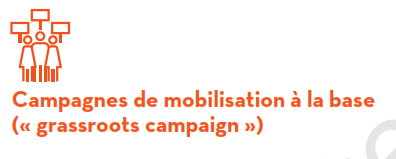 Campagnes de mobilisation à la base
(« grassroots campaign »)